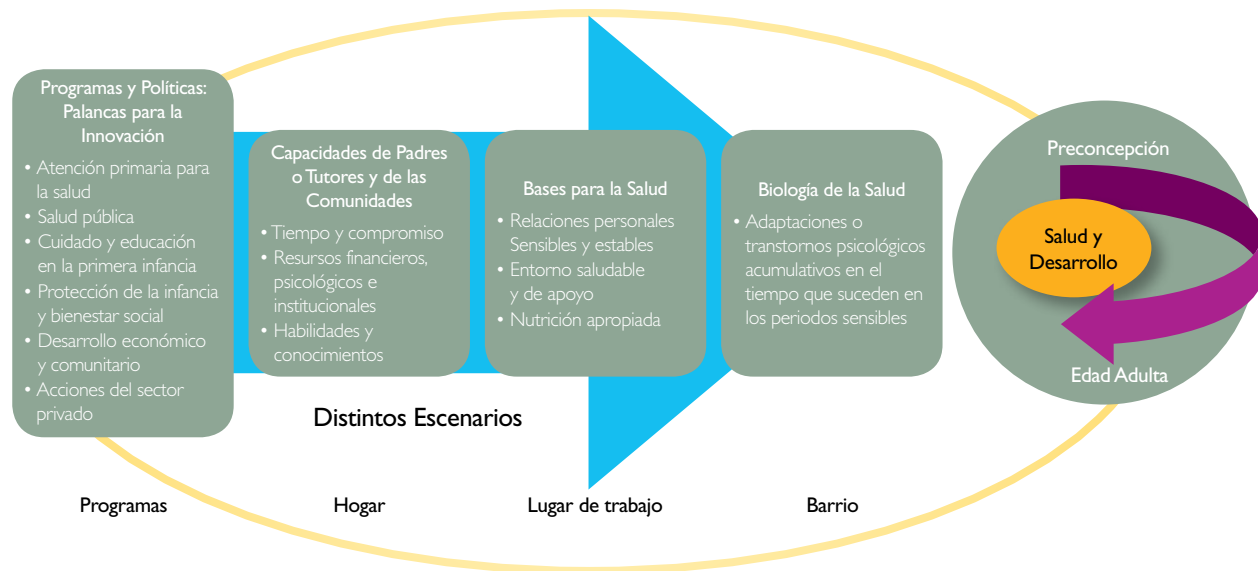 Programas y Políticas:
Palancas para la
Innovación
• Atención primaria para
la salud
• Salud pública
• Cuidado y educación
en la primera infancia
• Protección de la infancia
y bienestar social
• Desarrollo económico
y comunitario
• Acciones del sector
privado
Capacidades de Padres
o Tutores y de las
Comunidades
• Tiempo y compromiso
• Resursos financieros,
psicológicos e
institucionales
• Habilidades y
conocimientos
Bases para la Salud
• Relaciones personales
Sensibles y estables
• Entorno saludable
y de apoyo
• Nutrición apropiada
Biología de la Salud
• Adaptaciones o
transtornos psicológicos
acumulativos en el
tiempo que suceden en
los periodos sensibles
Preconcepción
Salud y
Desarrollo
Edad Adulta
Distintos Escenarios
Programas
Hogar
Lugar de trabajo
Barrio